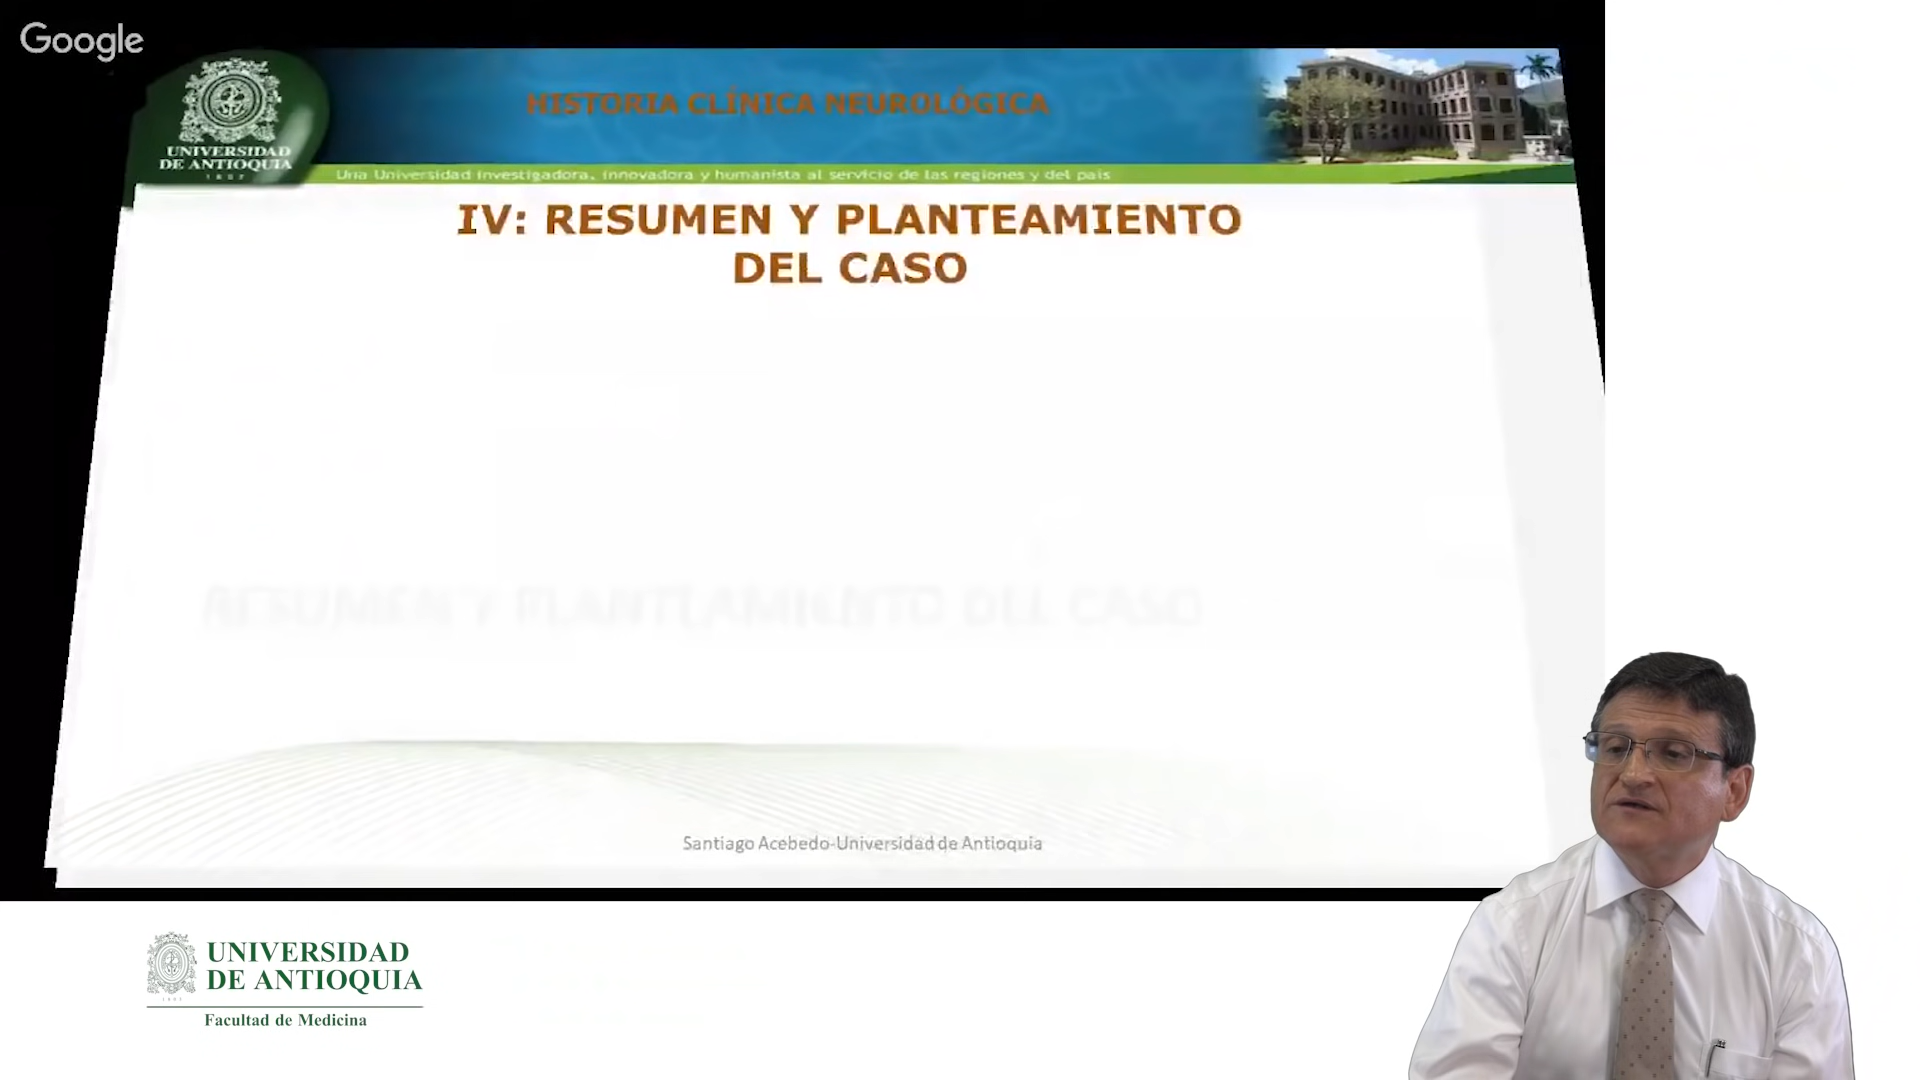 Google
HISTORIA CLÍNICA NEUROLÓGICA
UNIVERSIDAD
DE ANTIOQUIA
1803
Una Universidad investigadora, innovadora y humanista al servicio de las regiones y del país
IV: RESUMEN Y PLANTEAMIENTO
DEL CASO
RESUMEN Y PLANTEAMIENTO DEL CASO
Santiago Acebedo-Universidad de Antioquia
UNIVERSIDAD
DE ANTIOQUIA
1803
Facultad de Medicina